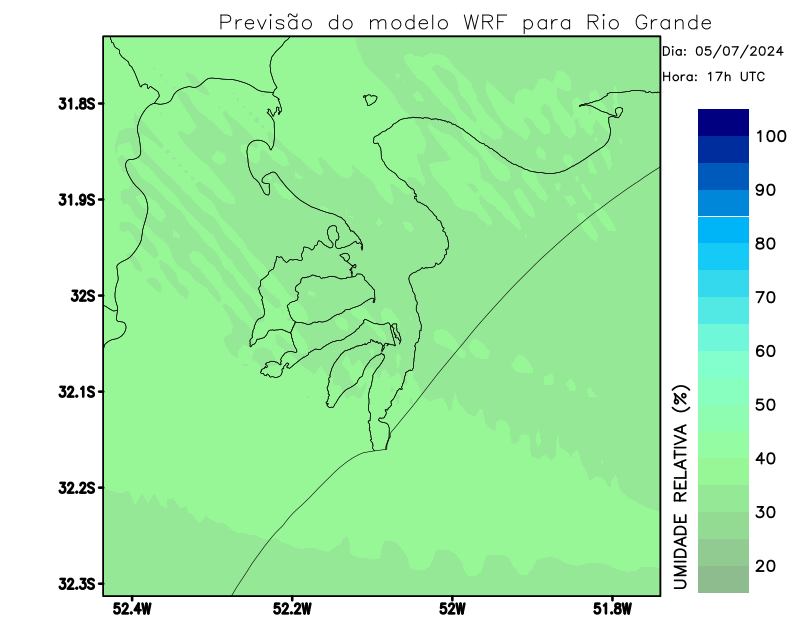 Previsão do modelo WRF para Rio Grande
Dia: 05/07/2024
Hora: 17h UTC
31.8S
31.9S
32S
32.1S
32.2S
32.3S
52.4W
52.2W
52W
51.8W
UMIDADE RELATIVA (%)
100
90
80
70
60
50
40
30
20